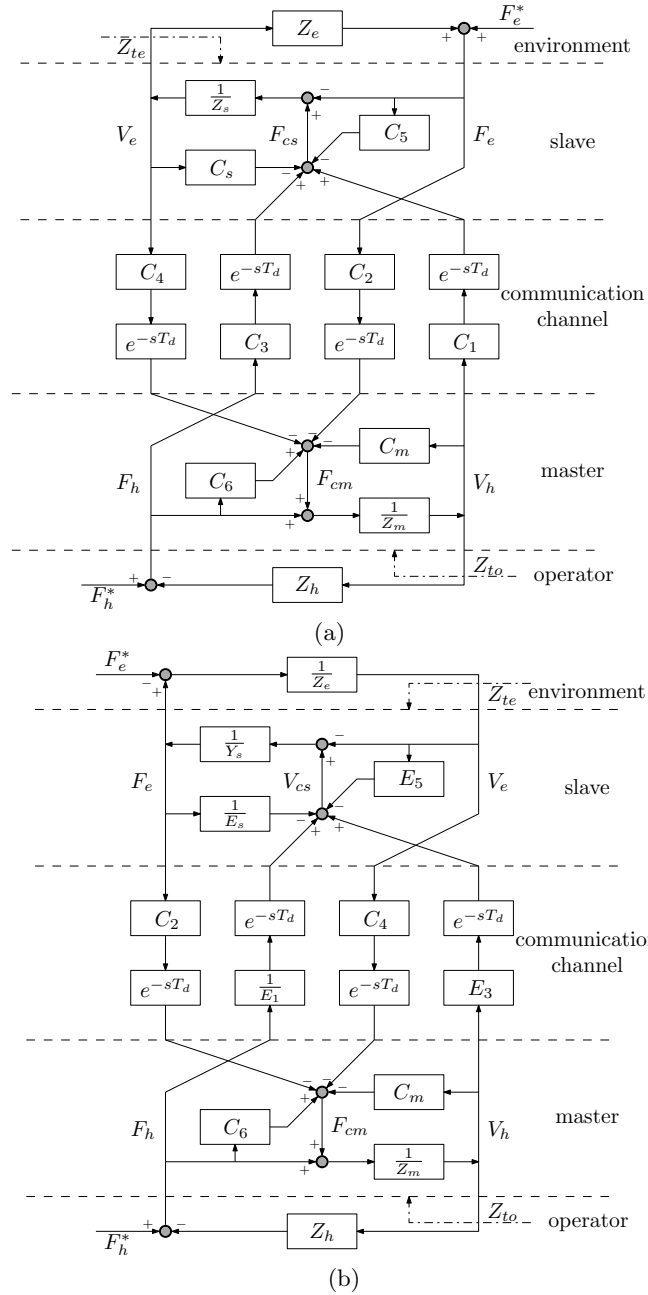 F_e^*
Z_e
Z_te
environment
+
+
1/Z_s
−
V_e
F_cs
+
C_5
F_e
slave
C_s
−
−
+
+
C_4
e^{-sT_d}
C_2
e^{-sT_d}
communication
channel
e^{-sT_d}
C_3
e^{-sT_d}
C_1
−
−
+
−
C_m
F_h
C_6
F_cm
V_h
master
+
+
1/Z_m
Z_to
operator
+
−
Z_h
F_h^*
(a)
F_e^*
−
+
1/Z_e
Z_te
environment
1/Y_s
−
F_e
V_cs
+
E_5
V_e
slave
1/E_s
−
−
+
+
C_2
e^{-sT_d}
C_4
e^{-sT_d}
communicatio
channel
e^{-sT_d}
1/E_1
e^{-sT_d}
E_3
−
−
+
−
C_m
F_h
C_6
F_cm
V_h
master
+
+
1/Z_m
Z_to
operator
+
−
Z_h
F_h^*
(b)